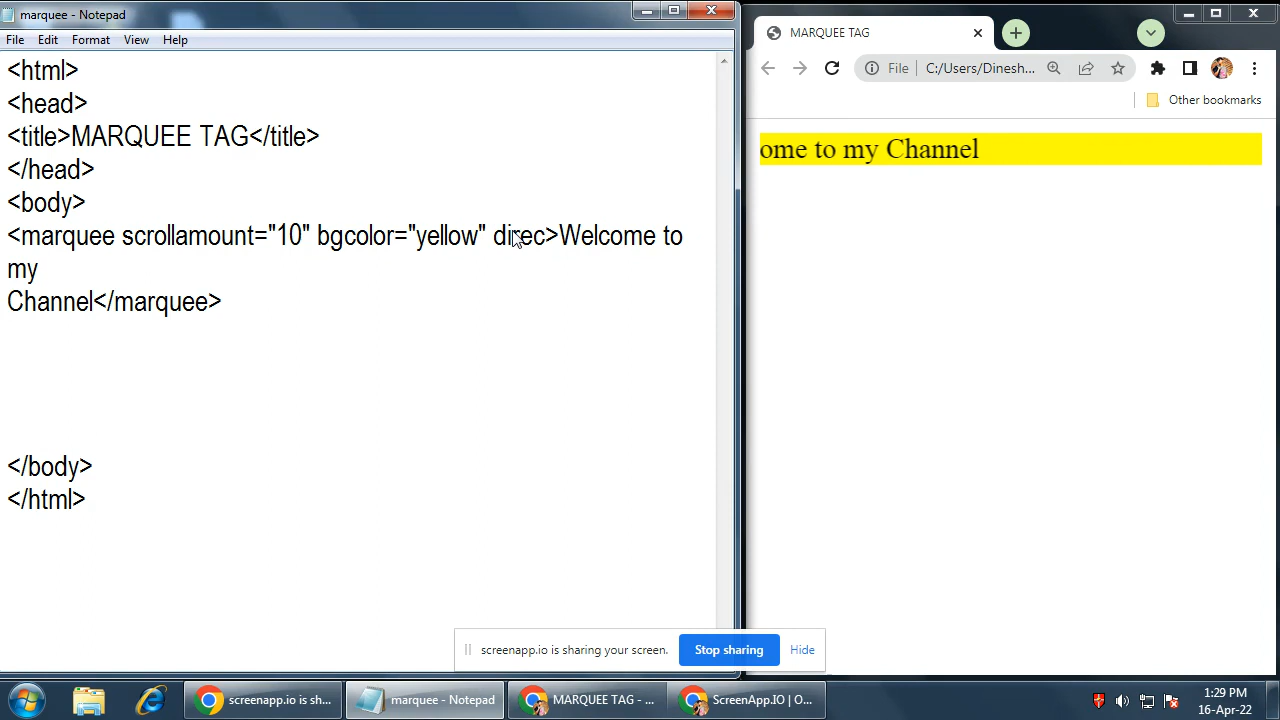 marquee - Notepad
File Edit Format View Help
<html>
<head>
<title>MARQUEE TAG</title>
</head>
<body>
<marquee scrollamount="10" bgcolor="yellow" direc>Welcome to
my
Channel</marquee>
</body>
</html>
MARQUEE TAG
File C:/Users/Dinesh...
Other bookmarks
ome to my Channel
screenapp.io is sharing your screen. Stop sharing Hide
screenapp.io is sh... marquee - Notepad MARQUEE TAG - ... ScreenApp.IO | O...
1:29 PM
16-Apr-22